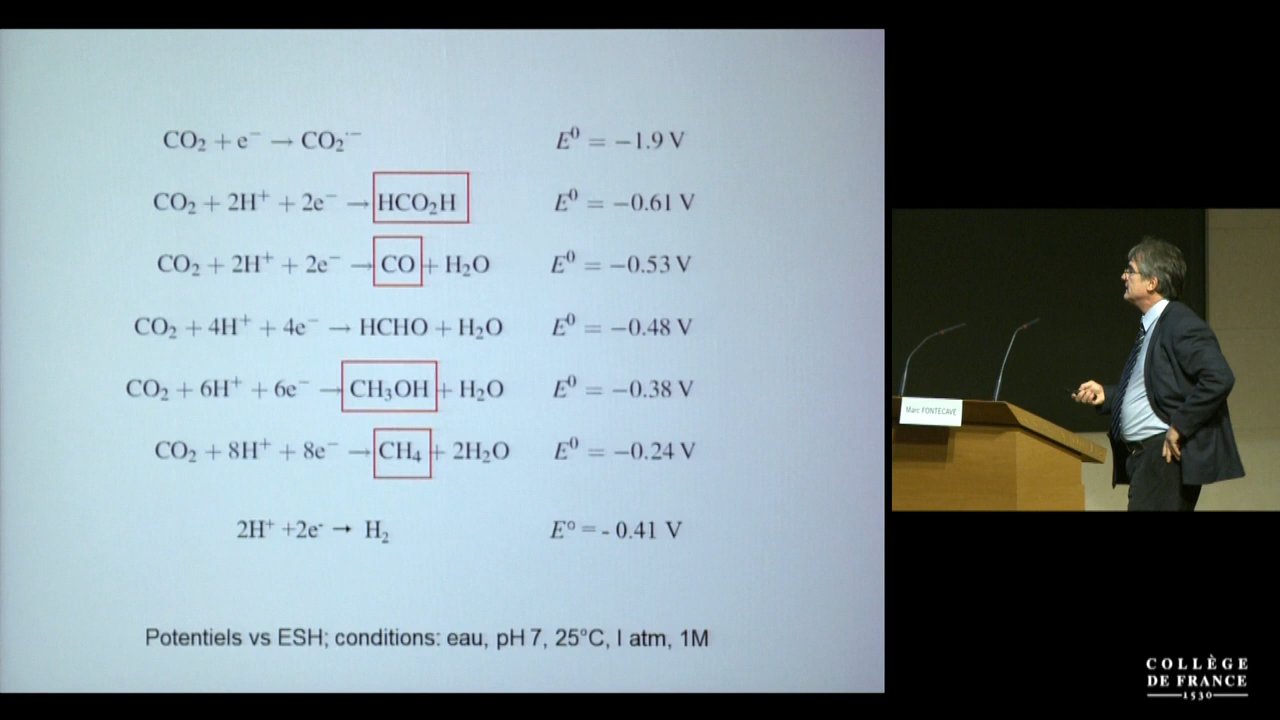 CO₂ + e⁻ → CO₂˙⁻ E⁰ = −1.9 V
CO₂ + 2H⁺ + 2e⁻ → HCO₂H E⁰ = −0.61 V
CO₂ + 2H⁺ + 2e⁻ → CO + H₂O E⁰ = −0.53 V
CO₂ + 4H⁺ + 4e⁻ → HCHO + H₂O E⁰ = −0.48 V
CO₂ + 6H⁺ + 6e⁻ → CH₃OH + H₂O E⁰ = −0.38 V
CO₂ + 8H⁺ + 8e⁻ → CH₄ + 2H₂O E⁰ = −0.24 V
2H⁺ +2e⁻ → H₂ E° = - 0.41 V
Potentiels vs ESH; conditions: eau, pH 7, 25°C, I atm, 1M
Marc FONTECAVE
COLLÈGE
DE FRANCE
1530